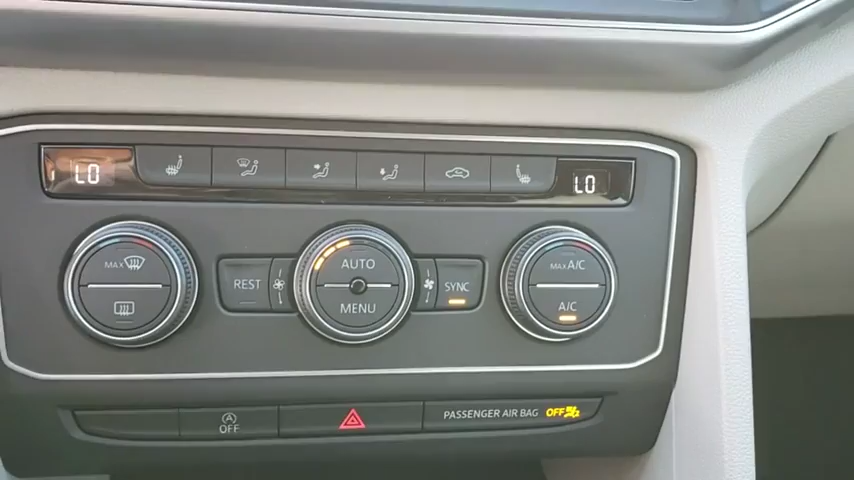 LO LO
MAX AUTO MAX A/C
REST SYNC
MENU A/C
A OFF PASSENGER AIR BAG OFF